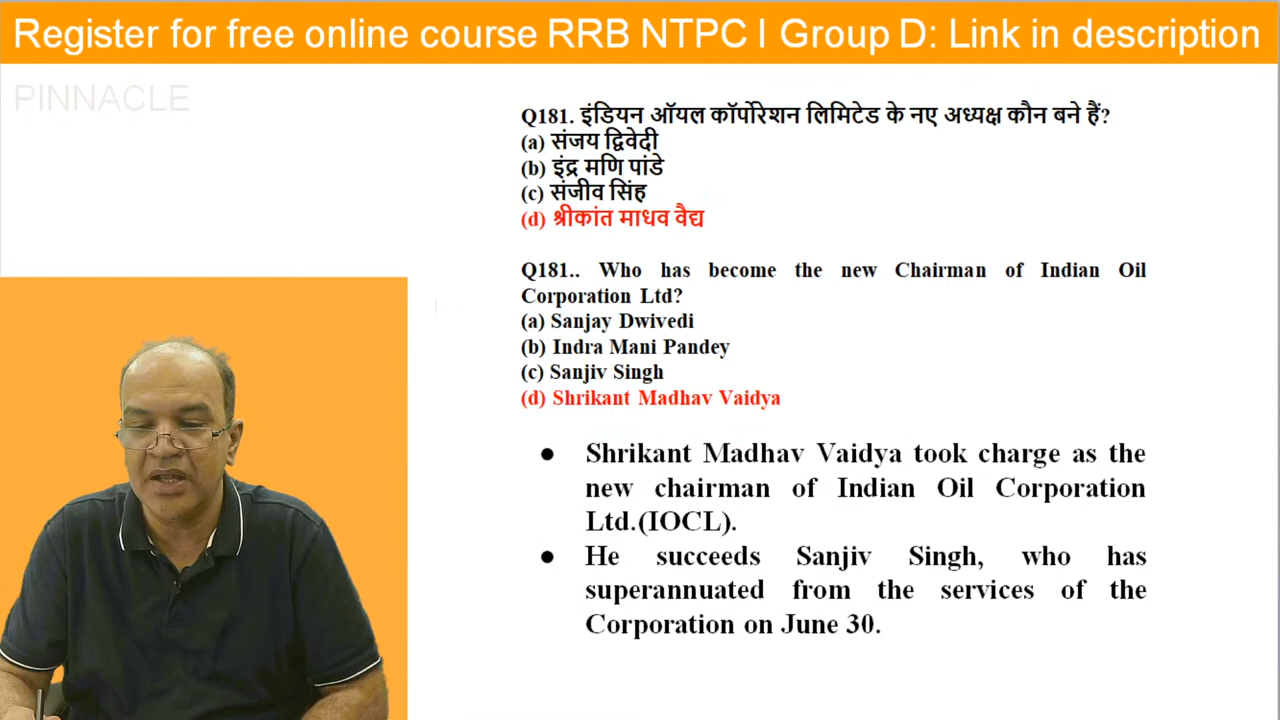 Register for free online course RRB NTPC I Group D: Link in description
PINNACLE
Q181. इंडियन ऑयल कॉर्पोरेशन लिमिटेड के नए अध्यक्ष कौन बने हैं?
(a) संजय द्विवेदी
(b) इंद्र मणि पांडे
(c) संजीव सिंह
(d) श्रीकांत माधव वैद्य
Q181.. Who has become the new Chairman of Indian Oil
Corporation Ltd?
(a) Sanjay Dwivedi
(b) Indra Mani Pandey
(c) Sanjiv Singh
(d) Shrikant Madhav Vaidya
● Shrikant Madhav Vaidya took charge as the
new chairman of Indian Oil Corporation
Ltd.(IOCL).
● He succeeds Sanjiv Singh, who has
superannuated from the services of the
Corporation on June 30.